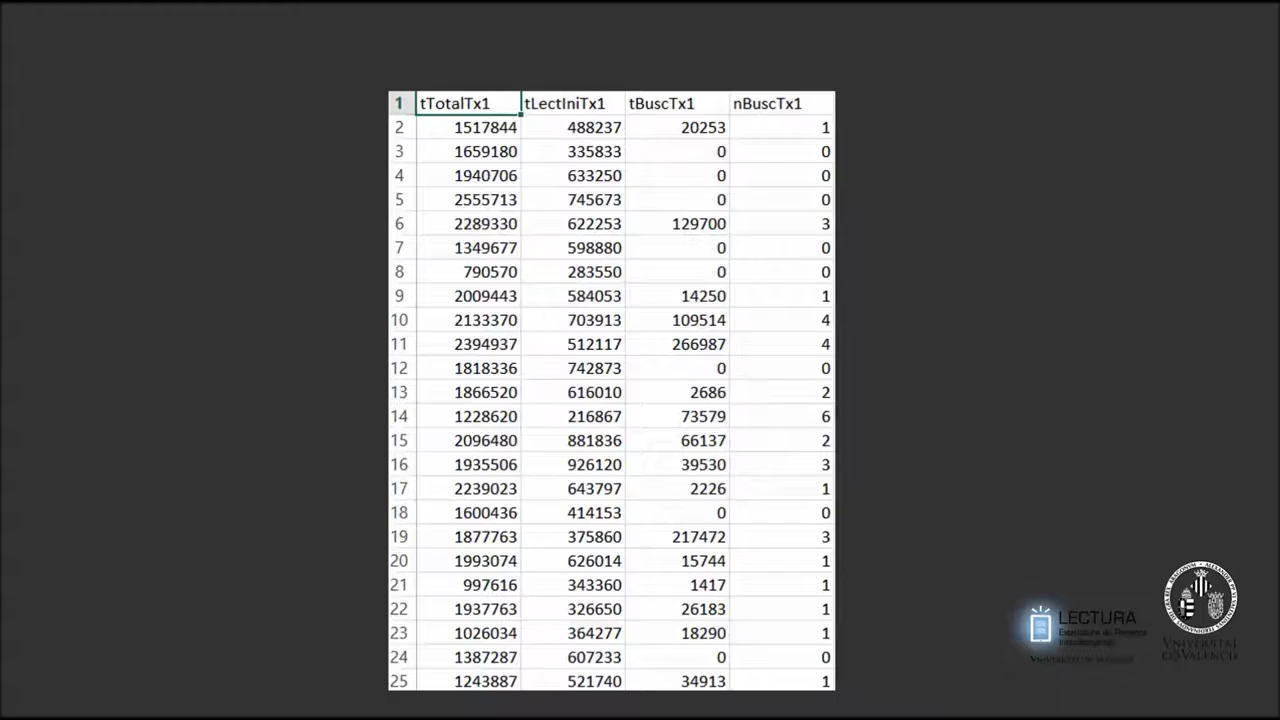 1 tTotalTx1 tLectIniTx1 tBuscTx1 nBuscTx1
2 1517844 488237 20253 1
3 1659180 335833 0 0
4 1940706 633250 0 0
5 2555713 745673 0 0
6 2289330 622253 129700 3
7 1349677 598880 0 0
8 790570 283550 0 0
9 2009443 584053 14250 1
10 2133370 703913 109514 4
11 2394937 512117 266987 4
12 1818336 742873 0 0
13 1866520 616010 2686 2
14 1228620 216867 73579 6
15 2096480 881836 66137 2
16 1935506 926120 39530 3
17 2239023 643797 2226 1
18 1600436 414153 0 0
19 1877763 375860 217472 3
20 1993074 626014 15744 1
21 997616 343360 1417 1
22 1937763 326650 26183 1
23 1026034 364277 18290 1
24 1387287 607233 0 0
25 1243887 521740 34913 1
LECTURA